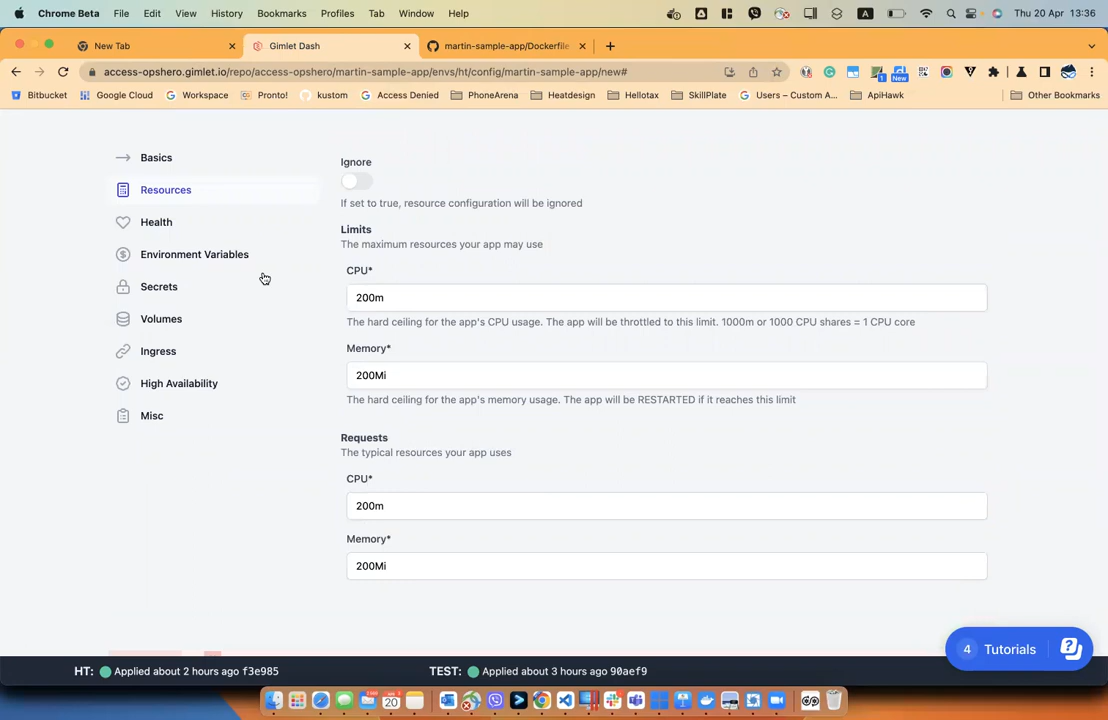 Chrome Beta File Edit View History Bookmarks Profiles Tab Window Help A Thu 20 Apr 13:36
New Tab Gimlet Dash martin-sample-app/Dockerfile
access-opshero.gimlet.io/repo/access-opshero/martin-sample-app/envs/ht/config/martin-sample-app/new#
Bitbucket Google Cloud Workspace Pronto! kustom Access Denied PhoneArena Heatdesign Hellotax SkillPlate Users – Custom A... ApiHawk Other Bookmarks
Basics
Resources
Health
Environment Variables
Secrets
Volumes
Ingress
High Availability
Misc
Ignore
If set to true, resource configuration will be ignored
Limits
The maximum resources your app may use
CPU*
200m
The hard ceiling for the app's CPU usage. The app will be throttled to this limit. 1000m or 1000 CPU shares = 1 CPU core
Memory*
200Mi
The hard ceiling for the app's memory usage. The app will be RESTARTED if it reaches this limit
Requests
The typical resources your app uses
CPU*
200m
Memory*
200Mi
4 Tutorials
HT: Applied about 2 hours ago f3e985
TEST: Applied about 3 hours ago 90aef9